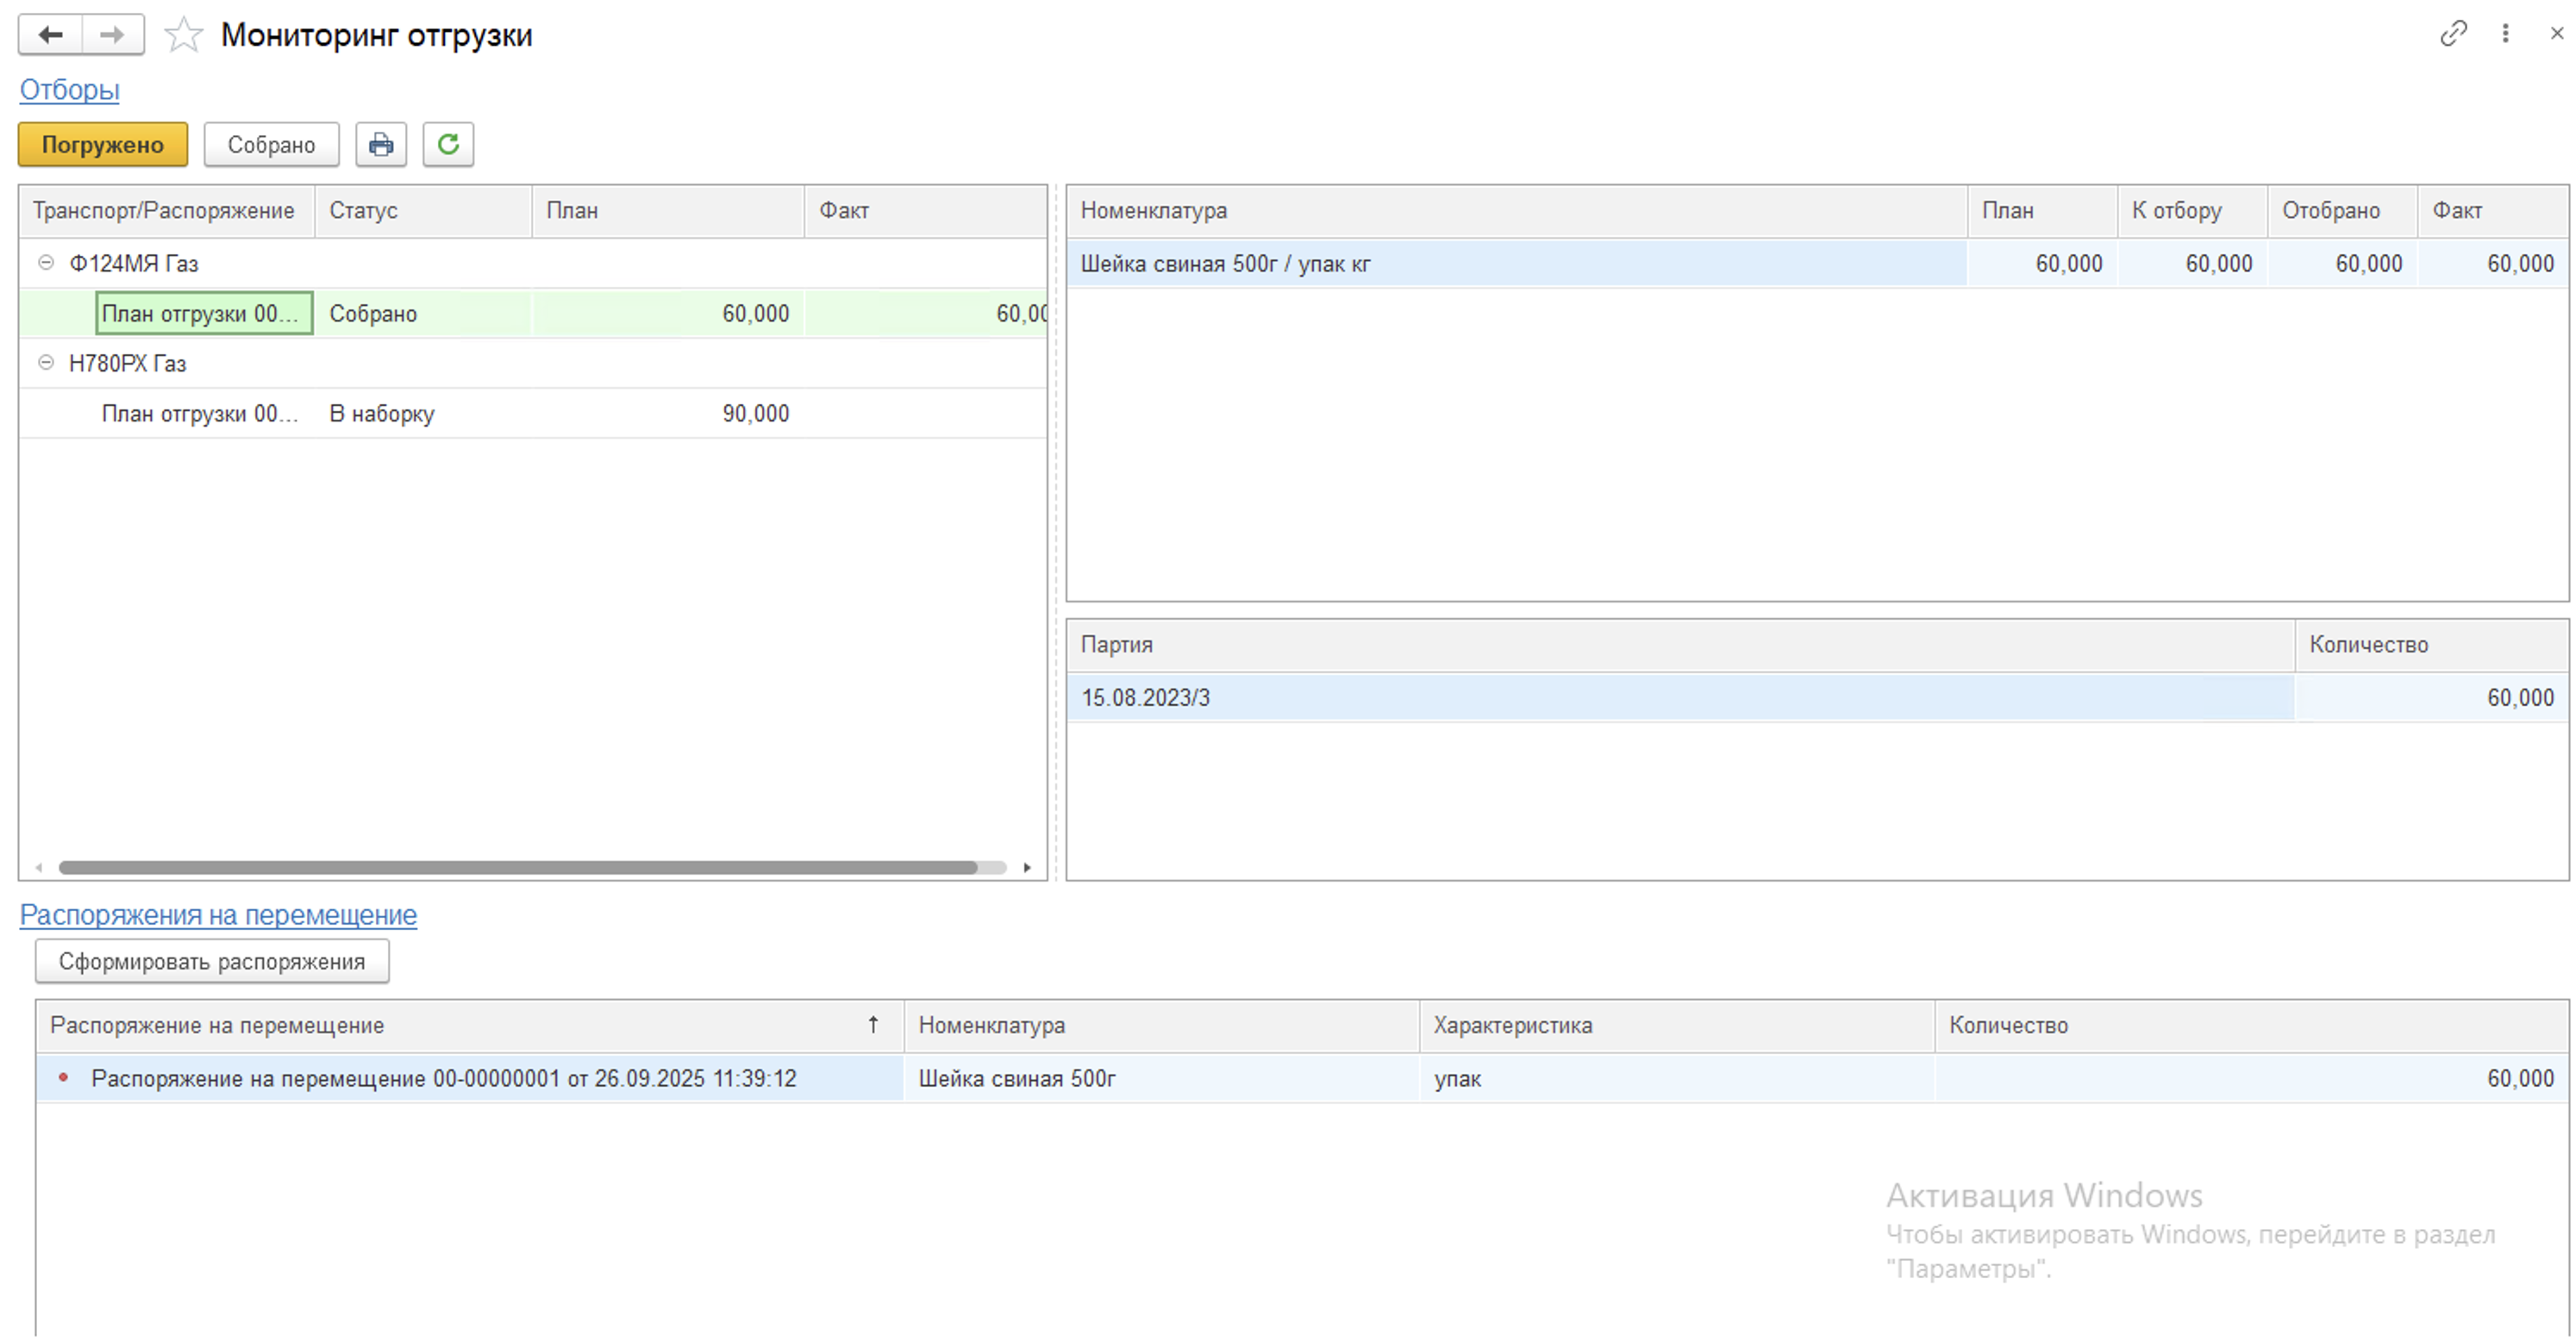 Мониторинг отгрузки
Отборы
Погружено Собрано
Транспорт/Распоряжение Статус План Факт
Ф124МЯ Газ
План отгрузки 00... Собрано 60,000 60,00
Н780РХ Газ
План отгрузки 00... В наборку 90,000
Номенклатура План К отбору Отобрано Факт
Шейка свиная 500г / упак кг 60,000 60,000 60,000 60,000
Партия Количество
15.08.2023/3 60,000
Распоряжения на перемещение
Сформировать распоряжения
Распоряжение на перемещение ↑ Номенклатура Характеристика Количество
Распоряжение на перемещение 00-00000001 от 26.09.2025 11:39:12 Шейка свиная 500г упак 60,000
Активация Windows
Чтобы активировать Windows, перейдите в раздел
"Параметры".